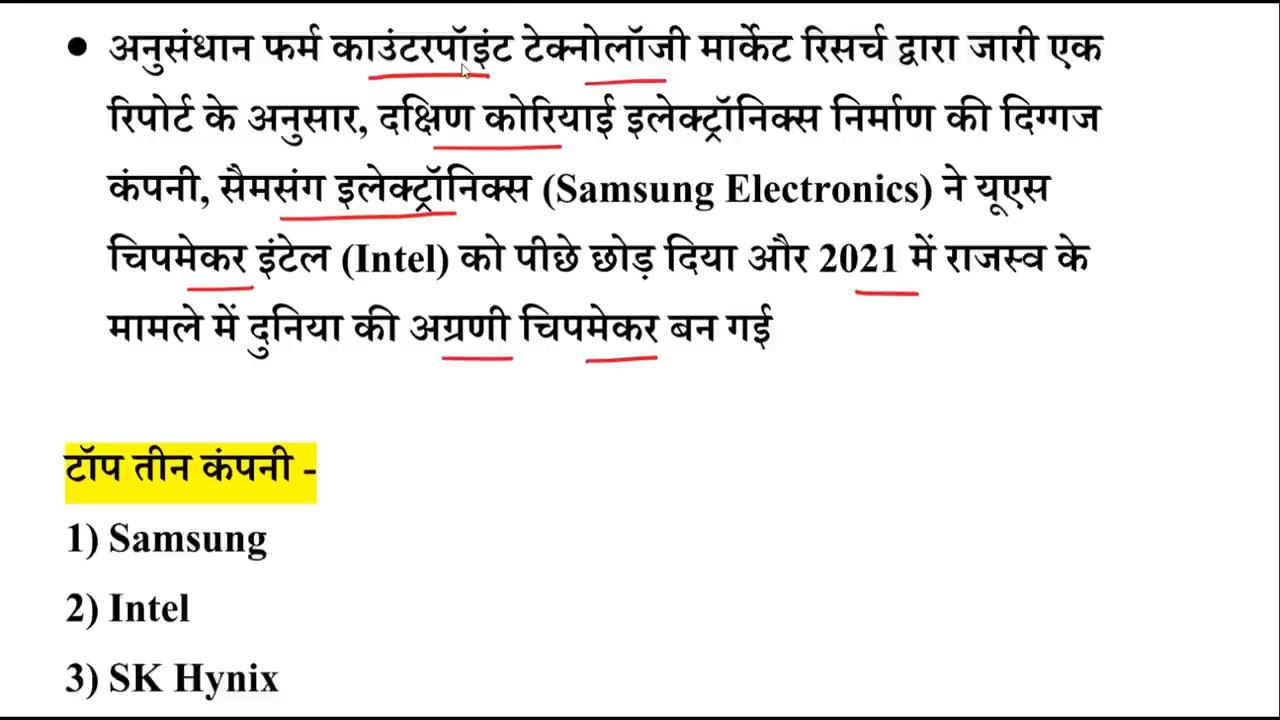 • अनुसंधान फर्म काउंटरपॉइंट टेक्नोलॉजी मार्केट रिसर्च द्वारा जारी एक
रिपोर्ट के अनुसार, दक्षिण कोरियाई इलेक्ट्रॉनिक्स निर्माण की दिग्गज
कंपनी, सैमसंग इलेक्ट्रॉनिक्स (Samsung Electronics) ने यूएस
चिपमेकर इंटेल (Intel) को पीछे छोड़ दिया और 2021 में राजस्व के
मामले में दुनिया की अग्रणी चिपमेकर बन गई
टॉप तीन कंपनी -
1) Samsung
2) Intel
3) SK Hynix